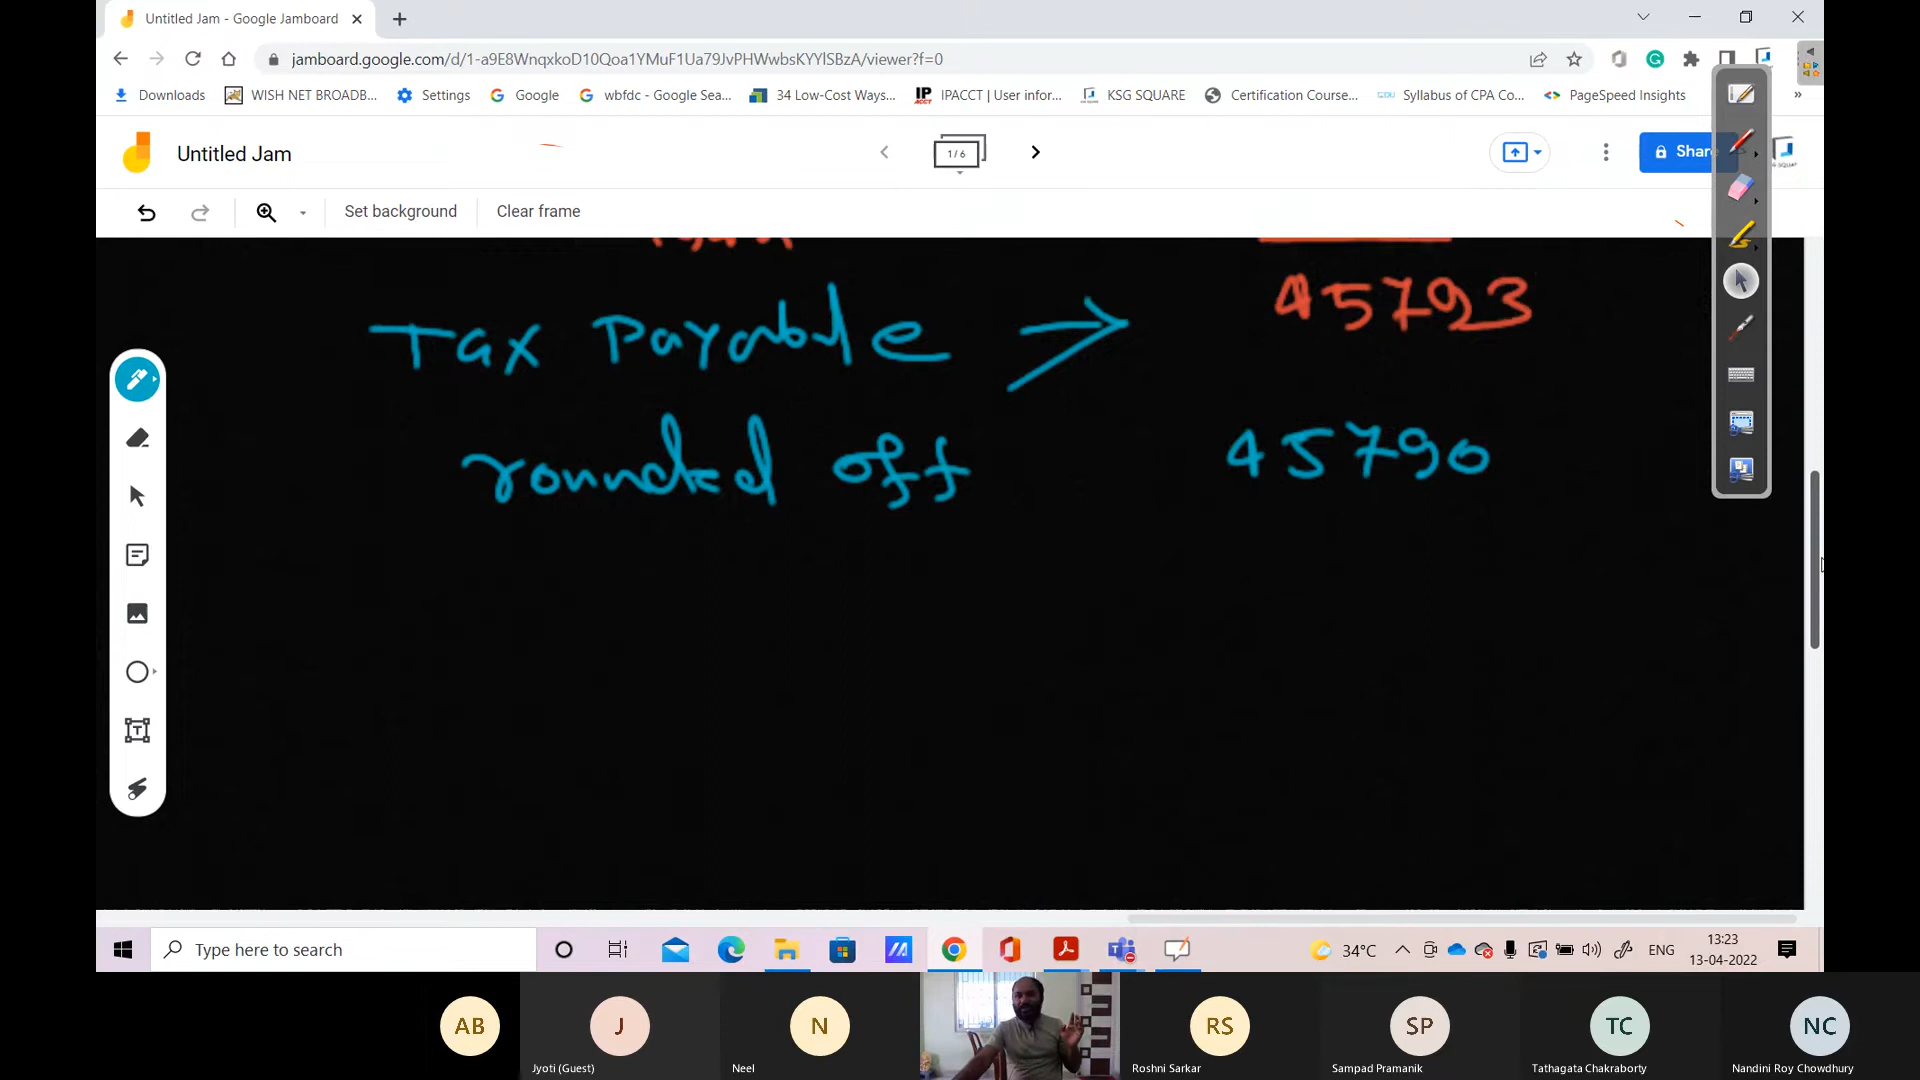 Untitled Jam - Google Jamboard
jamboard.google.com/d/1-a9E8WnqxkoD10Qoa1YMuF1Ua79JvPHWwbsKYYlSBzA/viewer?f=0
Downloads WISH NET BROADB... Settings Google wbfdc - Google Sea... 34 Low-Cost Ways... IP ACCT IPACCT | User infor... KSG SQUARE Certification Course... Syllabus of CPA Co... PageSpeed Insights »
Untitled Jam 1/6 Share
Set background Clear frame
45793
Tax Payable
rounded off 45790
Type here to search 34°C ENG 13:23
13-04-2022
AB J N RS SP TC NC
Jyoti (Guest) Neel Roshni Sarkar Sampad Pramanik Tathagata Chakraborty Nandini Roy Chowdhury